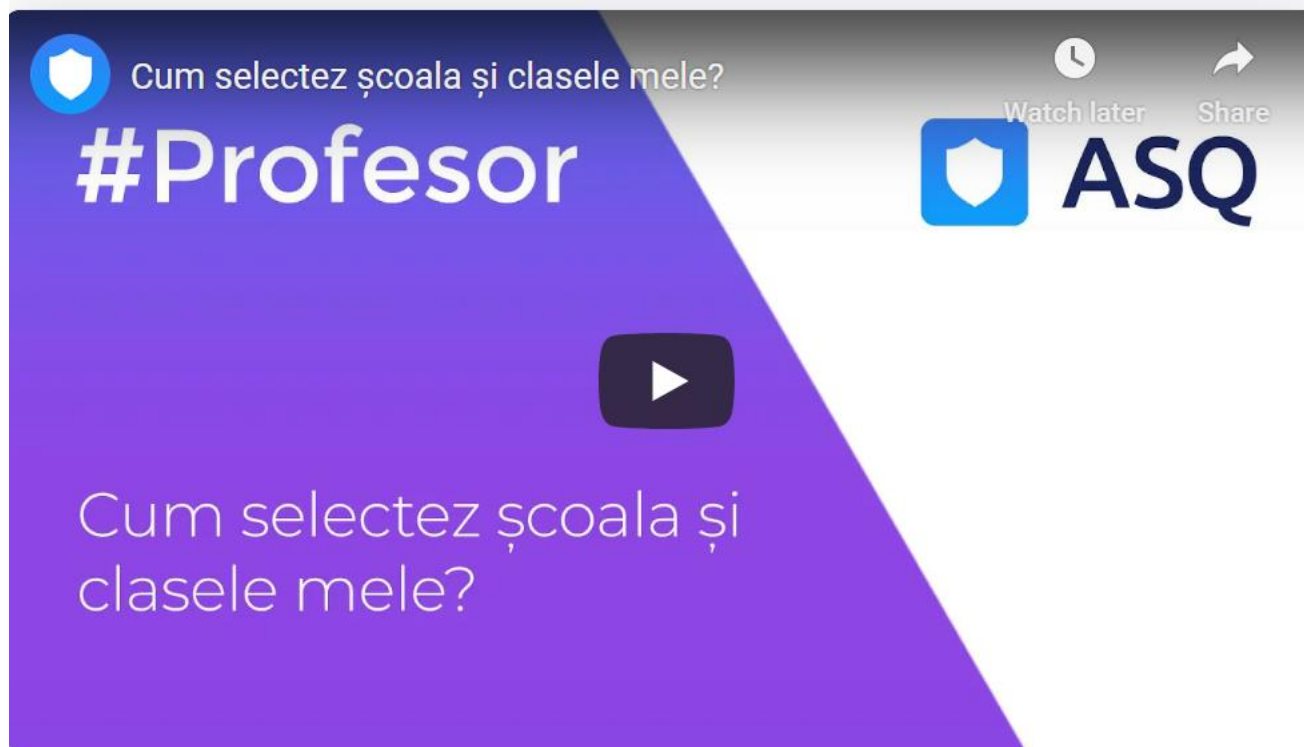 Cum selectez școala și clasele mele?
Watch later
Share
#Profesor
ASQ
Cum selectez școala și
clasele mele?